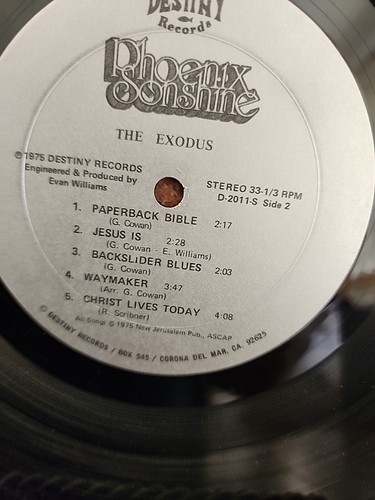 DESTINY
Records
Phoenix
Sonshine
THE EXODUS
℗1975 DESTINY RECORDS
Engineered & Produced by
Evan Williams
STEREO 33-1/3 RPM
D-2011-S Side 2
1. PAPERBACK BIBLE 2:17
(G. Cowan)
2. JESUS IS 2:28
(G. Cowan - E. Williams)
3. BACKSLIDER BLUES 2:03
(G. Cowan)
4. WAYMAKER 3:47
(Arr. G. Cowan)
5. CHRIST LIVES TODAY 4:08
(R. Scribner)
All Songs © 1975 New Jerusalem Pub., ASCAP
© DESTINY RECORDS / BOX 545 / CORONA DEL MAR, CA. 92625